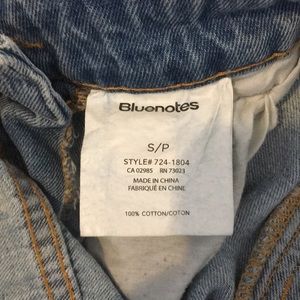 Bluenotes
S/P
STYLE# 724-1804
CA 02985 RN 73023
MADE IN CHINA
FABRIQUÉ EN CHINE
100% COTTON/COTON